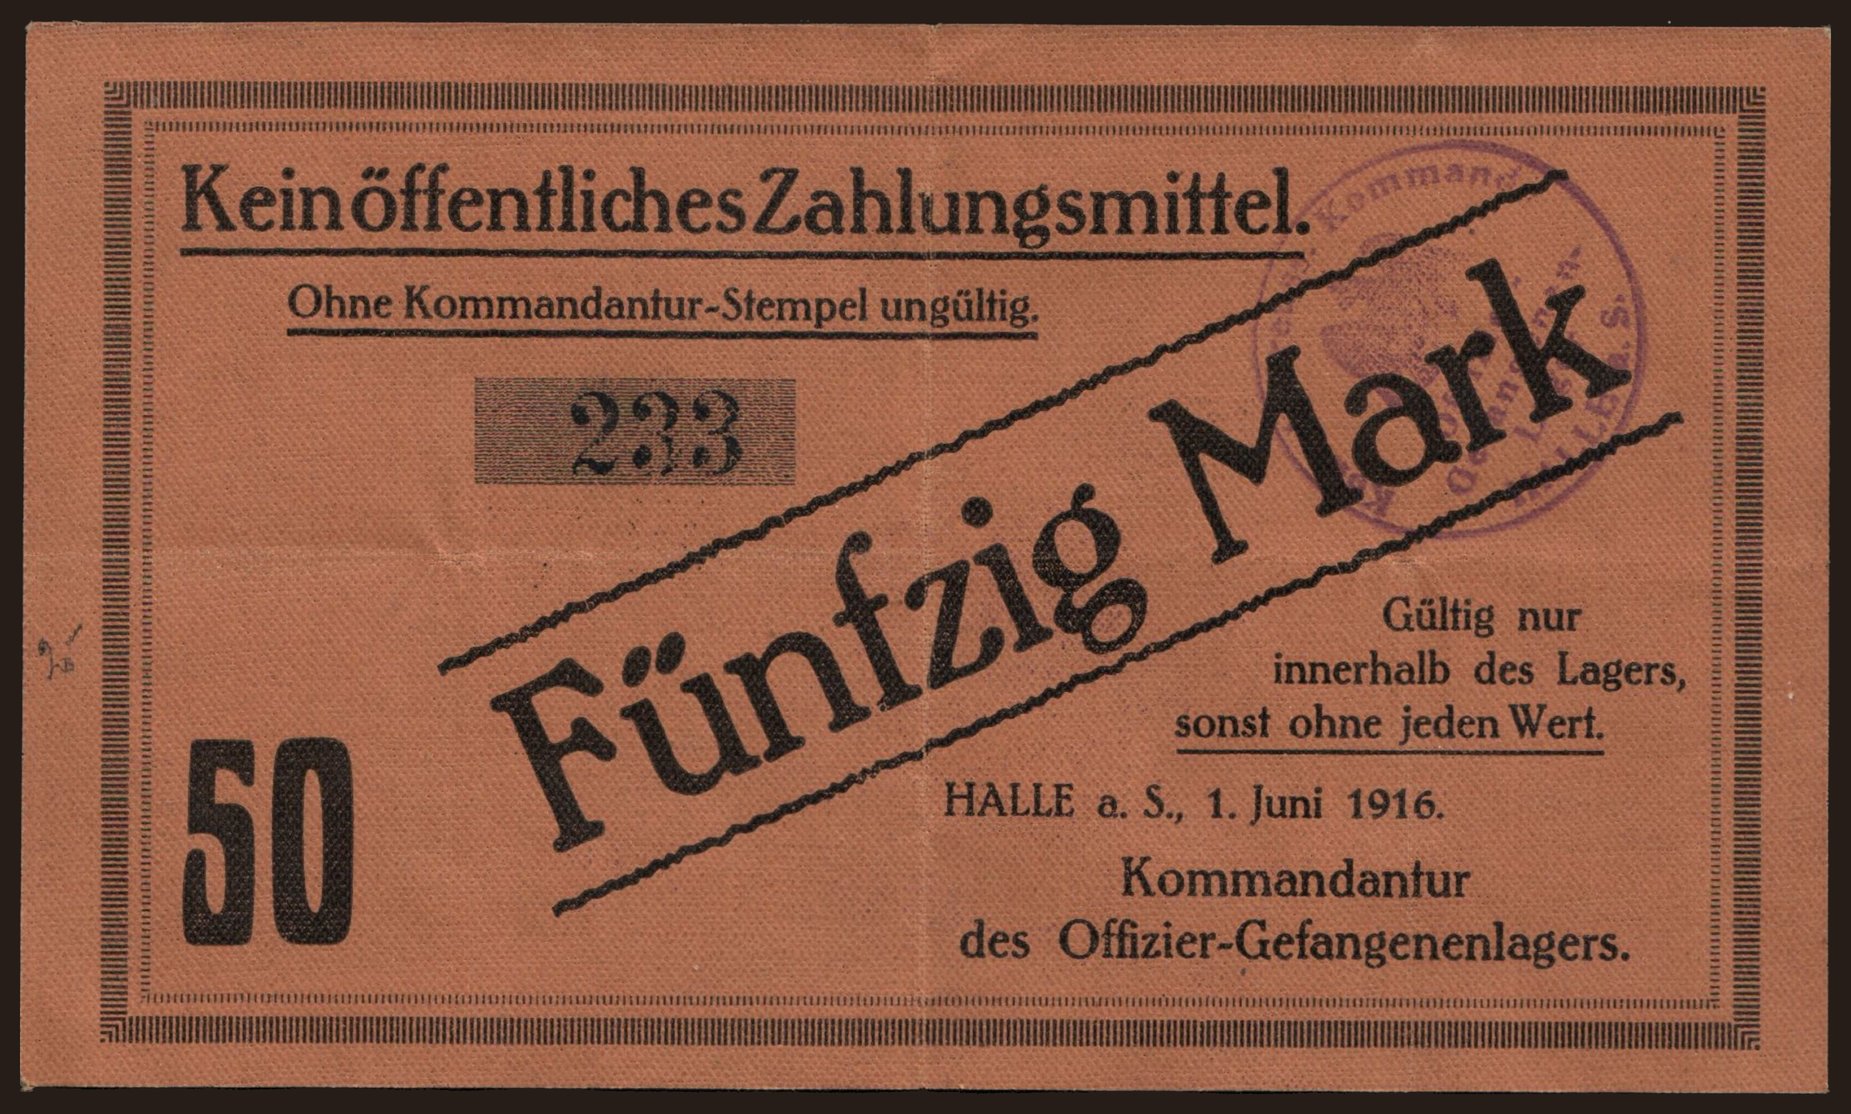 Kein öffentliches Zahlungsmittel.
Ohne Kommandantur-Stempel ungültig.
233
Fünfzig Mark
Kommand
Gültig nur
innerhalb des Lagers,
sonst ohne jeden Wert.
50
HALLE a. S., 1. Juni 1916.
Kommandantur
des Offizier-Gefangenenlagers.